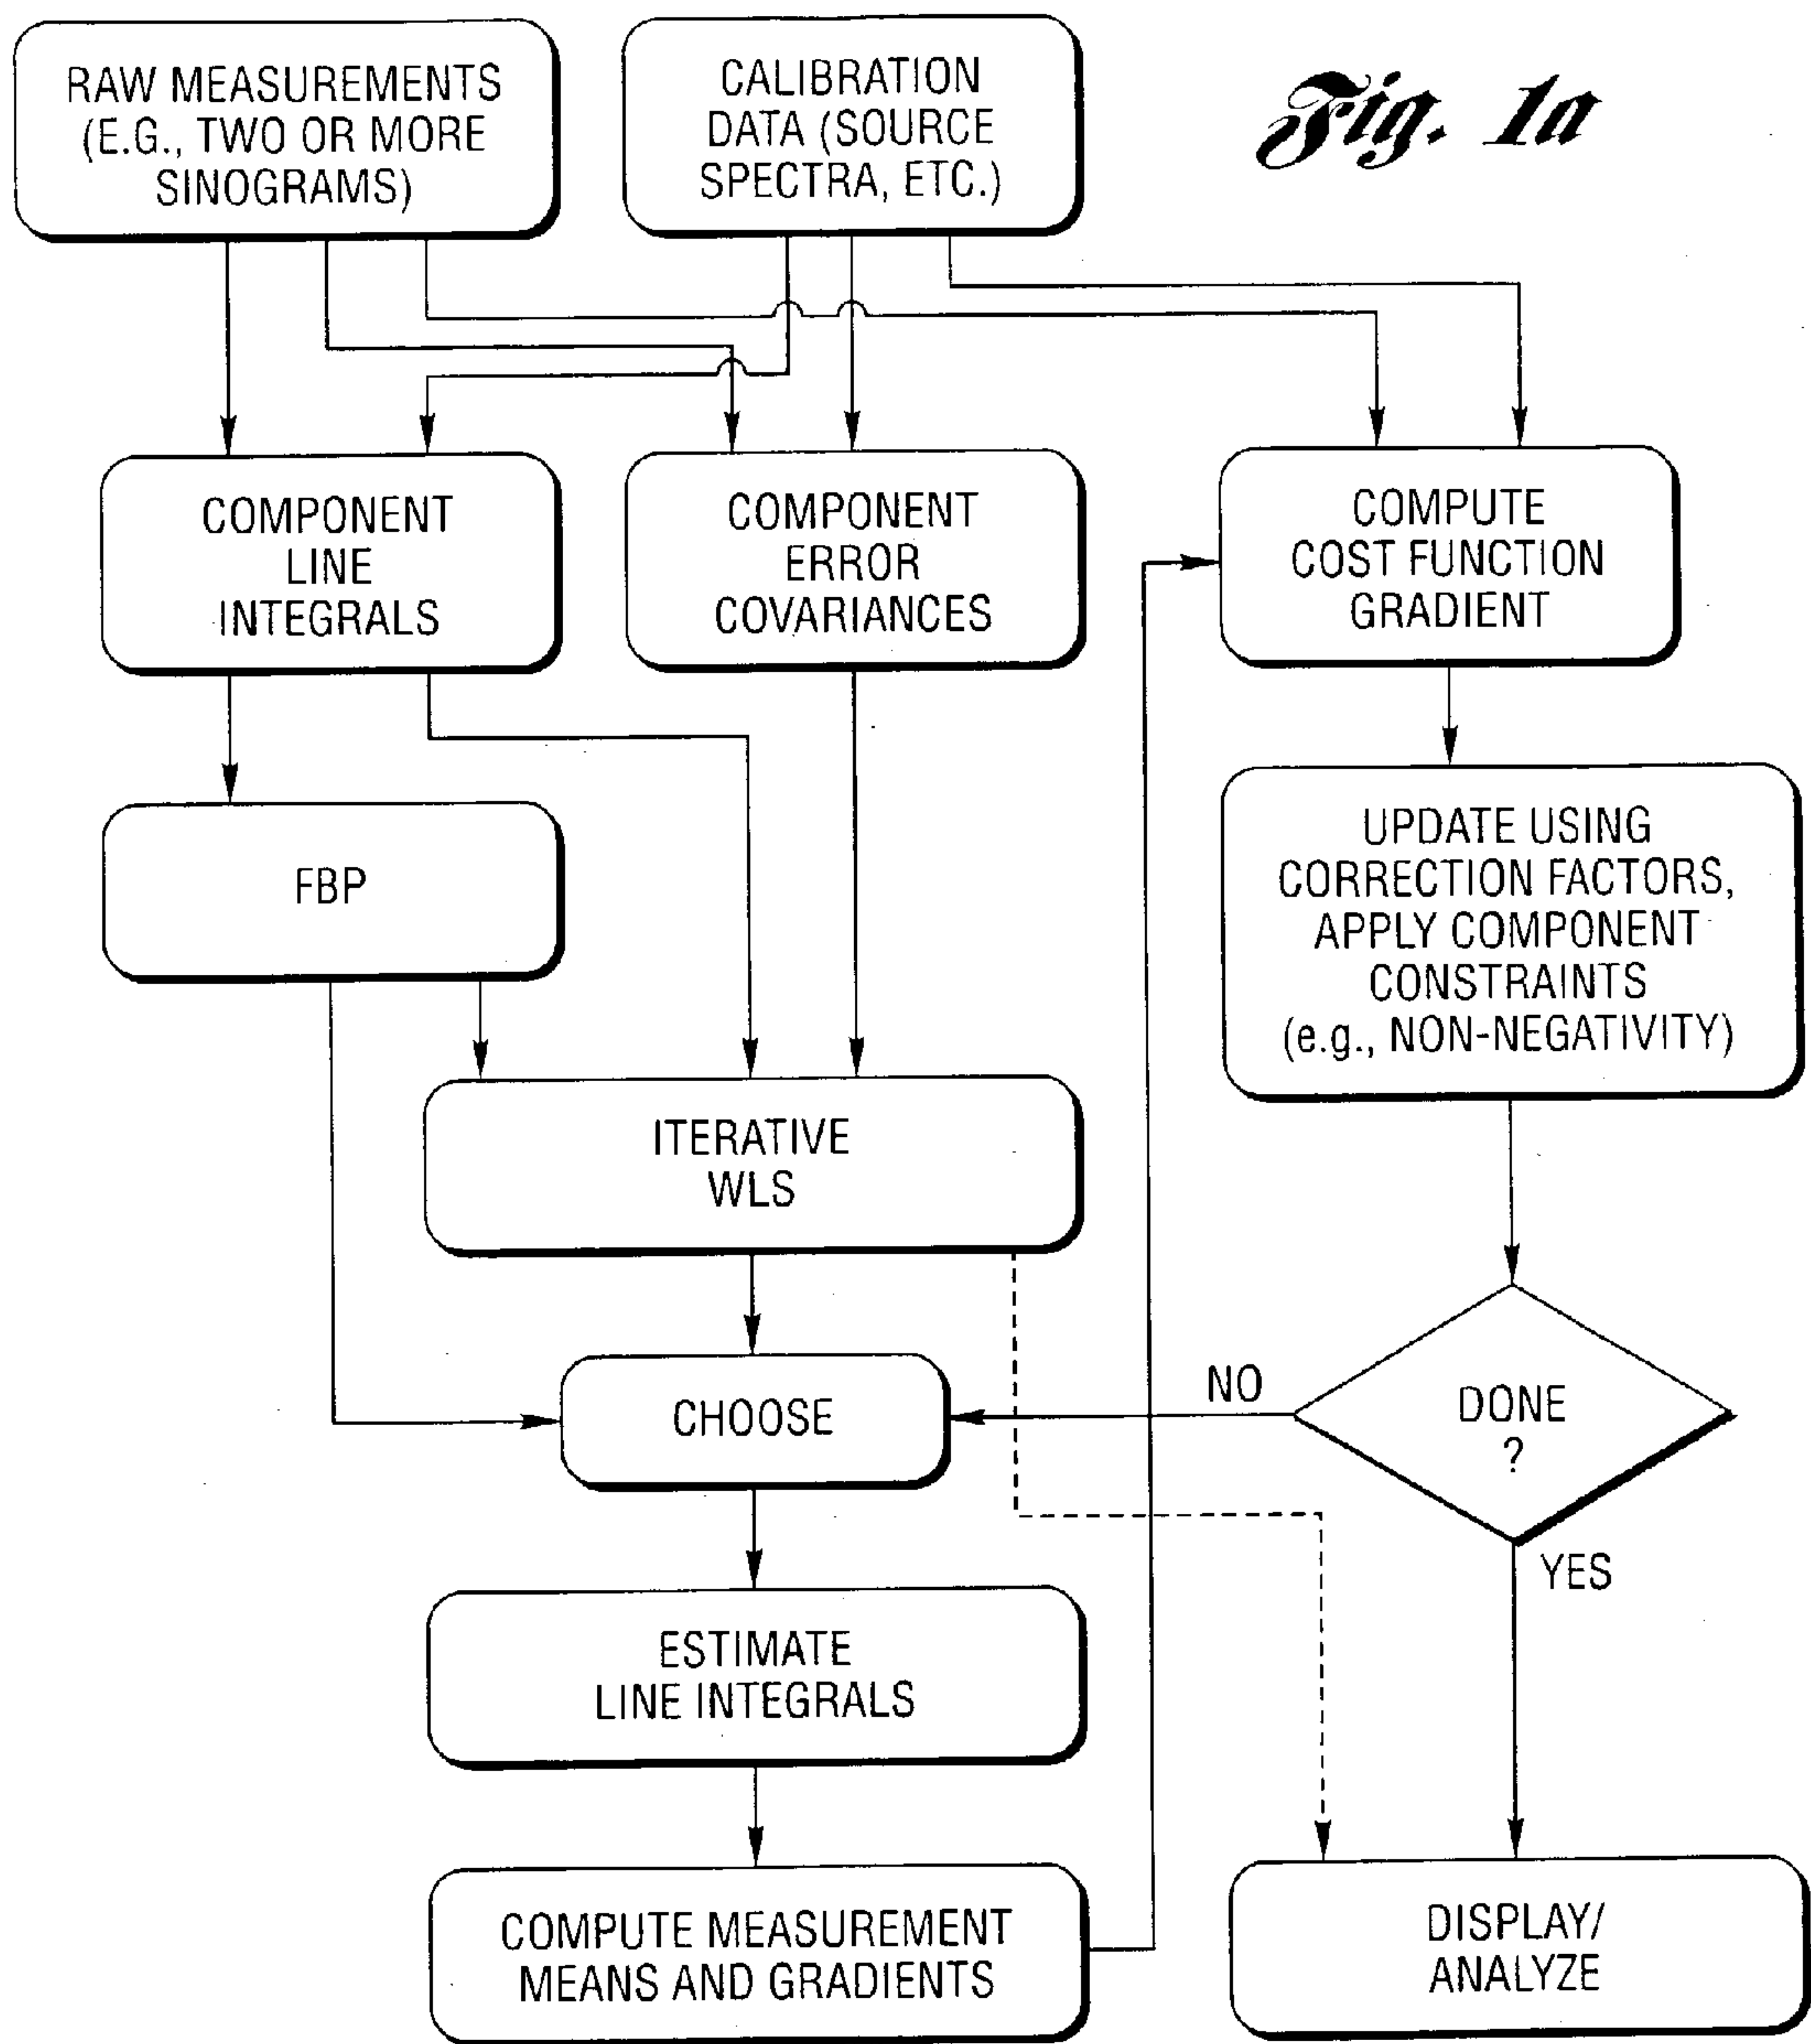 RAW MEASUREMENTS
(E.G., TWO OR MORE
SINOGRAMS)
CALIBRATION
DATA (SOURCE
SPECTRA, ETC.)
Fig. 1a
COMPONENT
LINE
INTEGRALS
COMPONENT
ERROR
COVARIANCES
COMPUTE
COST FUNCTION
GRADIENT
FBP
UPDATE USING
CORRECTION FACTORS,
APPLY COMPONENT
CONSTRAINTS
(e.g., NON-NEGATIVITY)
ITERATIVE
WLS
CHOOSE
NO
DONE
?
YES
ESTIMATE
LINE INTEGRALS
COMPUTE MEASUREMENT
MEANS AND GRADIENTS
DISPLAY/
ANALYZE